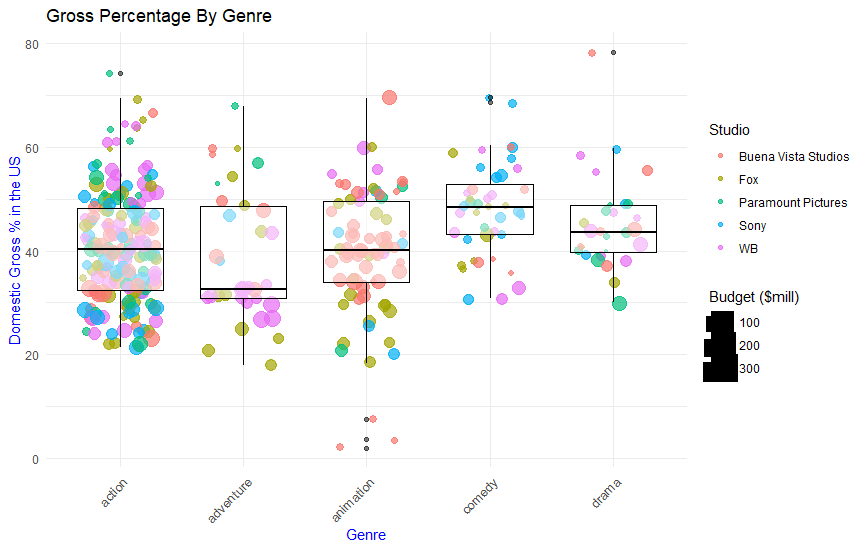 Gross Percentage By Genre
Domestic Gross % in the US
80
60
40
20
0
action
adventure
animation
comedy
drama
Genre
Studio
Buena Vista Studios
Fox
Paramount Pictures
Sony
WB
Budget ($mill)
100
200
300